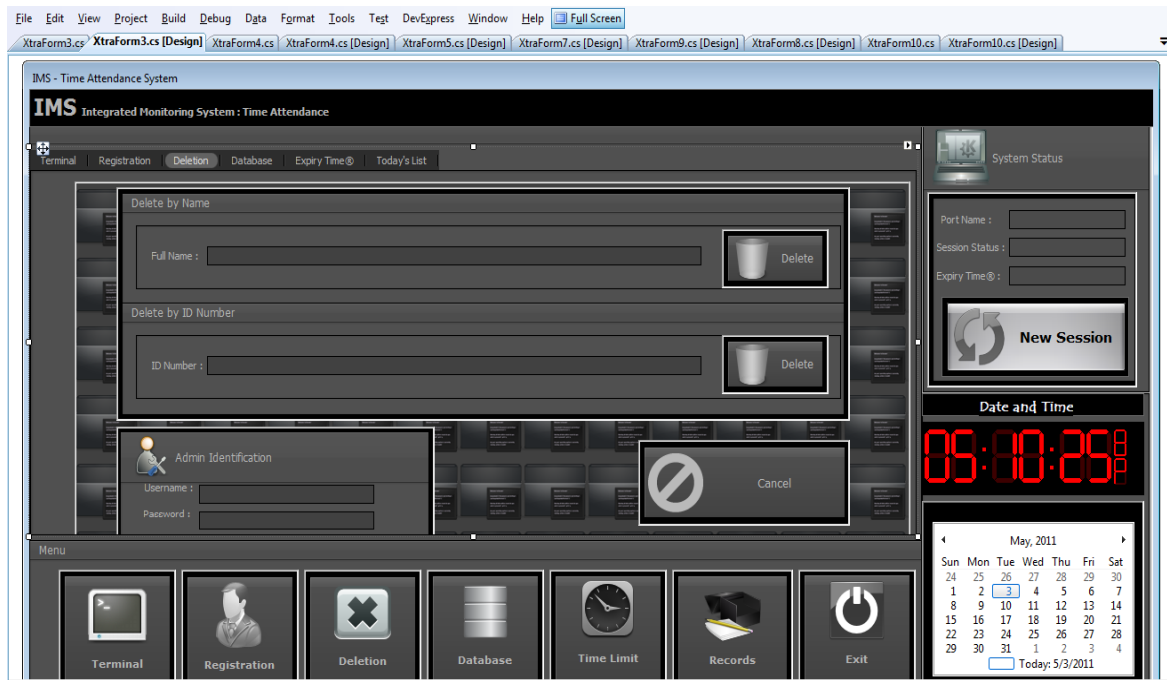 File Edit View Project Build Debug Data Format Tools Test DevExpress Window Help Full Screen
XtraForm3.cs XtraForm3.cs [Design] XtraForm4.cs XtraForm4.cs [Design] XtraForm5.cs [Design] XtraForm7.cs [Design] XtraForm9.cs [Design] XtraForm8.cs [Design] XtraForm10.cs XtraForm10.cs [Design]
IMS - Time Attendance System
IMS Integrated Monitoring System : Time Attendance
Terminal Registration Deletion Database Expiry Time® Today's List
Delete by Name
Full Name :
Delete
Delete by ID Number
ID Number :
Delete
Admin Identification
Username :
Password :
Cancel
System Status
Port Name :
Session Status :
Expiry Time® :
New Session
Date and Time
05:10:25
May, 2011
Sun Mon Tue Wed Thu Fri Sat
24 25 26 27 28 29 30
1 2 3 4 5 6 7
8 9 10 11 12 13 14
15 16 17 18 19 20 21
22 23 24 25 26 27 28
29 30 31 1 2 3 4
Today: 5/3/2011
Menu
Terminal
Registration
Deletion
Database
Time Limit
Records
Exit